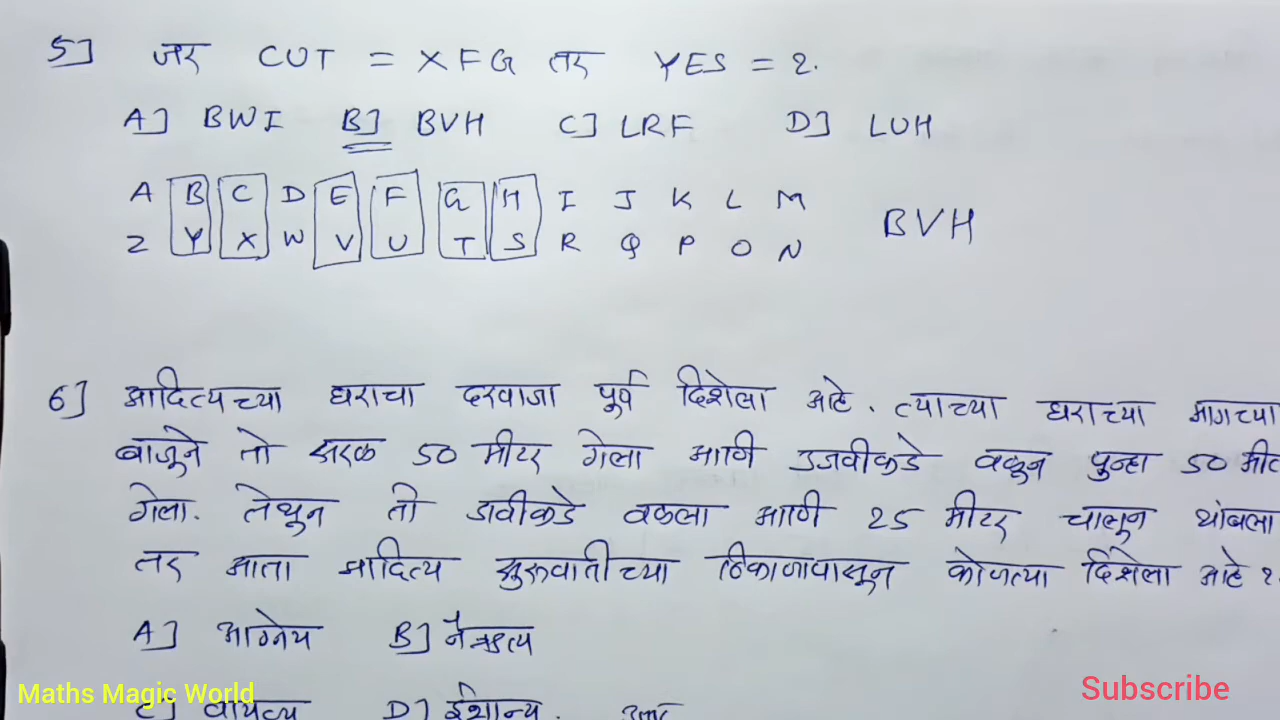 5] जर CUT = XFG तर YES = ?.
A] BWI B] BVH C] LRF D] LUH
A B C D E F G H I J K L M
Z Y X W V U T S R Q P O N
BVH
6] आदित्यच्या घराचा दरवाजा पूर्व दिशेला आहे. त्याच्या घराच्या मागच्या
बाजूने तो सरळ 50 मीटर गेला आणि उजवीकडे वळून पुन्हा 50 मीट
गेला. तेथून तो डावीकडे वळला आणि 25 मीटर चालून थांबला
तर आता आदित्य सुरुवातीच्या ठिकाणापासून कोणत्या दिशेला आहे ?.
A] आग्नेय B] नैऋत्य
C] वायव्य D] ईशान्य.
Maths Magic World
Subscribe